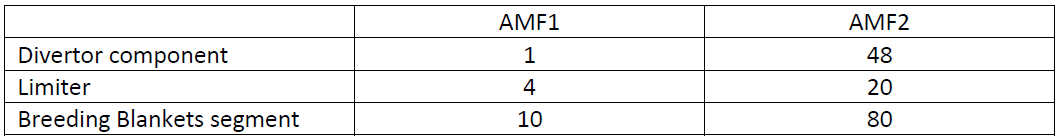 AMF1 AMF2
Divertor component 1 48
Limiter 4 20
Breeding Blankets segment 10 80